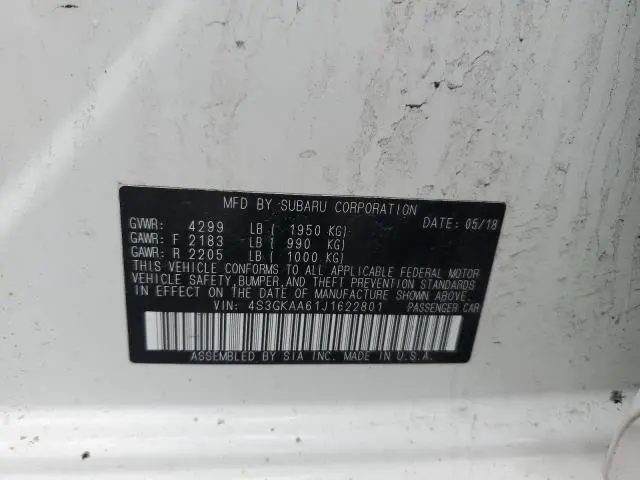 MFD BY SUBARU CORPORATION DATE: 05/18
GVWR: 4299 LB ( 1950 KG)
GAWR: F 2183 LB ( 990 KG)
GAWR: R 2205 LB ( 1000 KG)
THIS VEHICLE CONFORMS TO ALL APPLICABLE FEDERAL MOTOR
VEHICLE SAFETY, BUMPER, AND THEFT PREVENTION STANDARDS
IN EFFECT ON THE DATE OF MANUFACTURE SHOWN ABOVE.
VIN: 4S3GKAA61J1622801 PASSENGER CAR
ASSEMBLED BY SIA INC. MADE IN U.S.A.